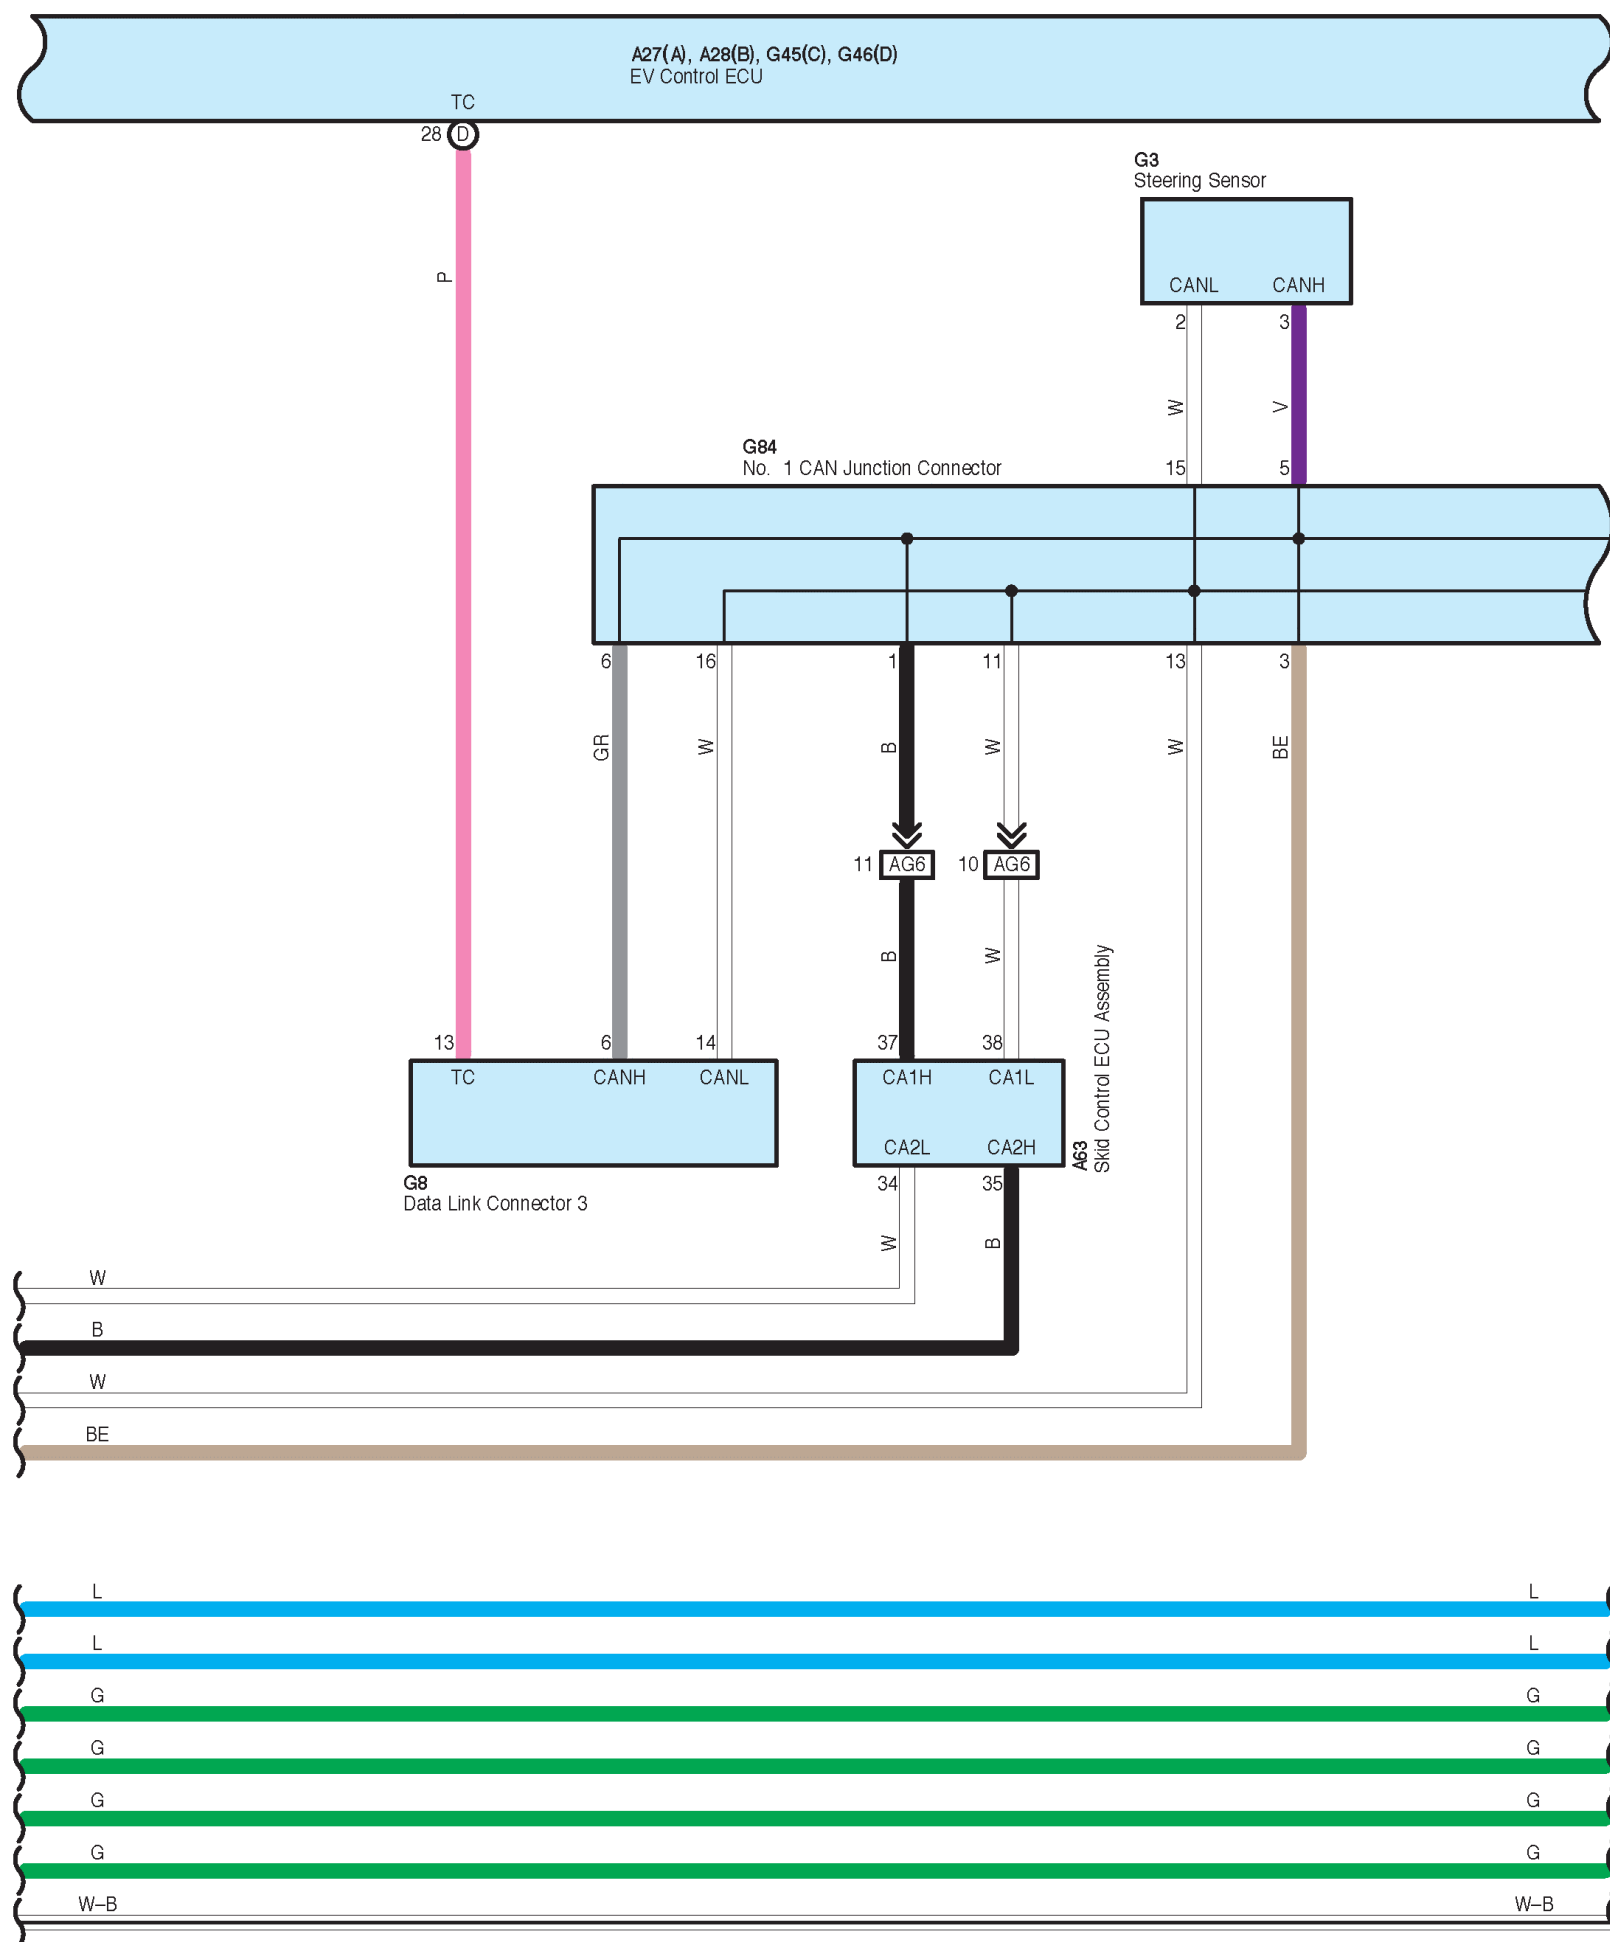 A27(A), A28(B), G45(C), G46(D)
EV Control ECU
TC
28 D
G3
Steering Sensor
P
CANL CANH
2 3
W V
G84
No. 1 CAN Junction Connector
15 5
6 16 1 11 13 3
GR W B W W BE
11 AG6 10 AG6
B W
Skid Control ECU Assembly
A63
13 6 14 37 38
TC CANH CANL CA1H CA1L
CA2L CA2H
G8
Data Link Connector 3
34 35
W B
W
B
W
BE
L L
L L
G G
G G
G G
G G
W–B W–B